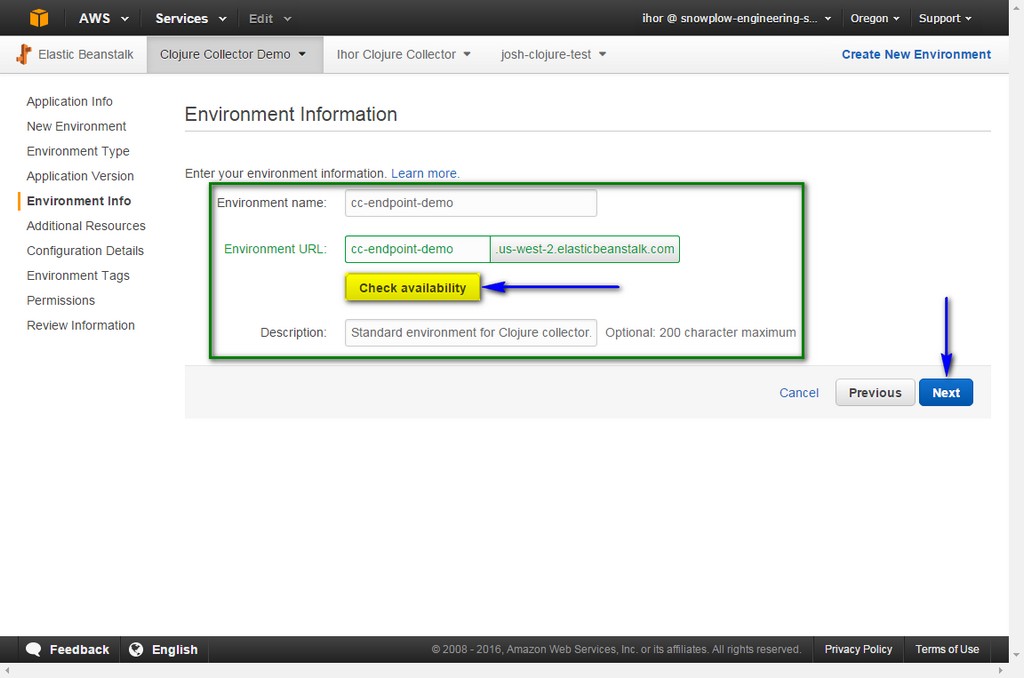 AWS Services Edit ihor @ snowplow-engineering-s... Oregon Support
Elastic Beanstalk Clojure Collector Demo Ihor Clojure Collector josh-clojure-test Create New Environment
Application Info
New Environment
Environment Type
Application Version
Environment Info
Additional Resources
Configuration Details
Environment Tags
Permissions
Review Information
Environment Information
Enter your environment information. Learn more.
Environment name: cc-endpoint-demo
Environment URL: cc-endpoint-demo .us-west-2.elasticbeanstalk.com
Check availability
Description: Standard environment for Clojure collector. Optional: 200 character maximum
Cancel Previous Next
Feedback English © 2008 - 2016, Amazon Web Services, Inc. or its affiliates. All rights reserved. Privacy Policy Terms of Use